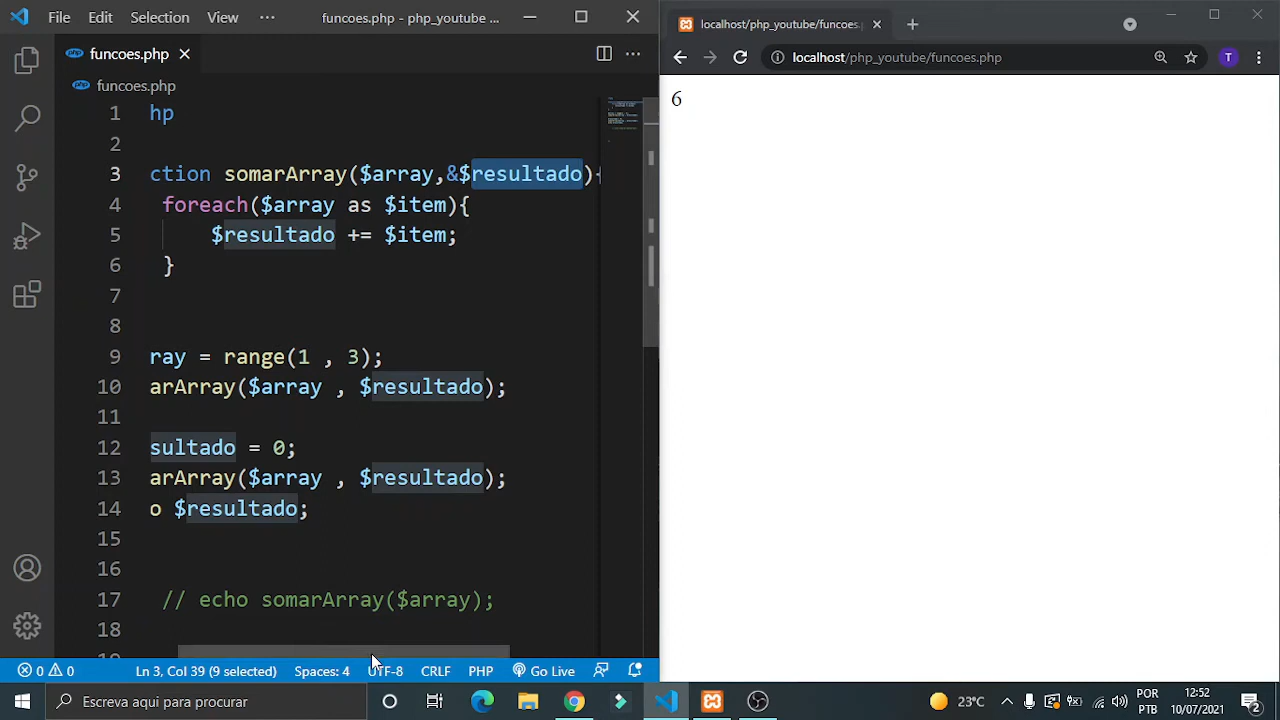 File Edit Selection View ··· funcoes.php - php_youtube ...
localhost/php_youtube/funcoes.
funcoes.php
localhost/php_youtube/funcoes.php T
funcoes.php
6
1 hp
2
3 ction somarArray($array,&$resultado){
4 foreach($array as $item){
5 $resultado += $item;
6 }
7
8
9 ray = range(1 , 3);
10 arArray($array , $resultado);
11
12 sultado = 0;
13 arArray($array , $resultado);
14 o $resultado;
15
16
17 // echo somarArray($array);
18
0 0 Ln 3, Col 39 (9 selected) Spaces: 4 UTF-8 CRLF PHP Go Live
Escreva aqui para procurar 23°C POR 12:52
PTB 10/07/2021 2